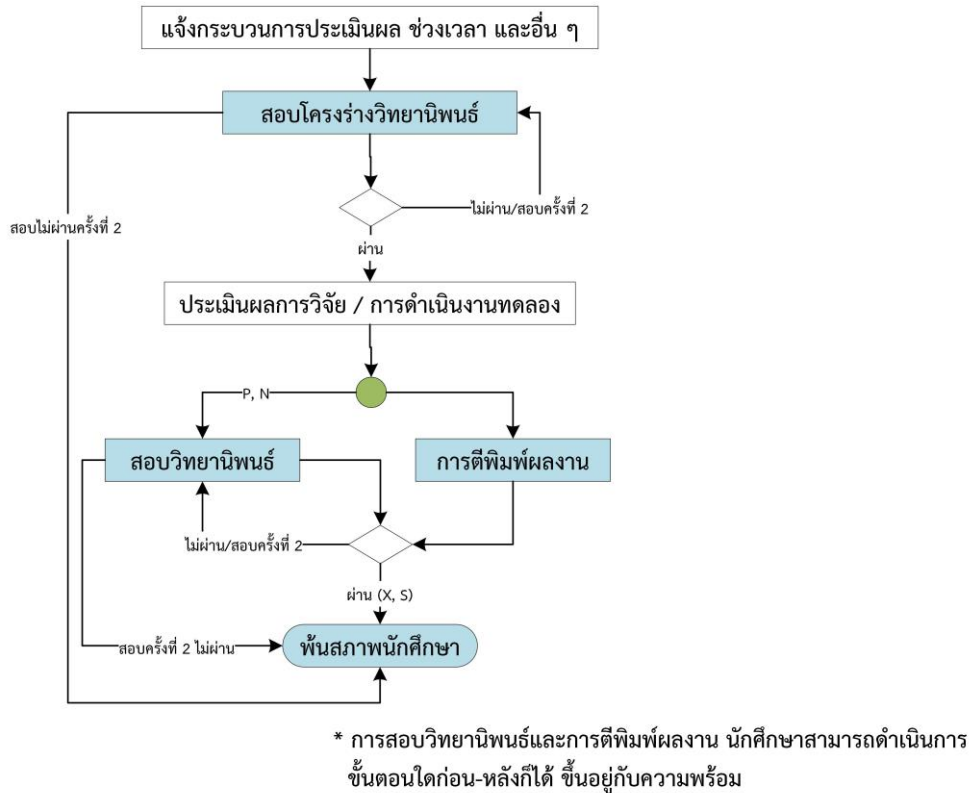 แจ้งกระบวนการประเมินผล ช่วงเวลา และอื่น ๆ
สอบโครงร่างวิทยานิพนธ์
ไม่ผ่าน/สอบครั้งที่ 2
สอบไม่ผ่านครั้งที่ 2
ผ่าน
ประเมินผลการวิจัย / การดำเนินงานทดลอง
P, N
สอบวิทยานิพนธ์
การตีพิมพ์ผลงาน
ไม่ผ่าน/สอบครั้งที่ 2
ผ่าน (X, S)
สอบครั้งที่ 2 ไม่ผ่าน
พ้นสภาพนักศึกษา
* การสอบวิทยานิพนธ์และการตีพิมพ์ผลงาน นักศึกษาสามารถดำเนินการ
ขั้นตอนใดก่อน-หลังก็ได้ ขึ้นอยู่กับความพร้อม